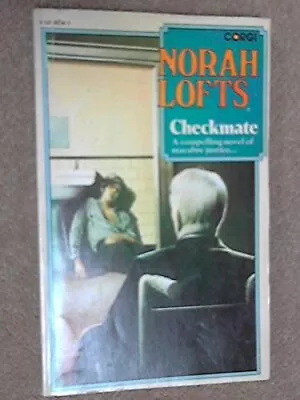 CORGI
NORAH
LOFTS
Checkmate
A compelling novel of
macabre justice...